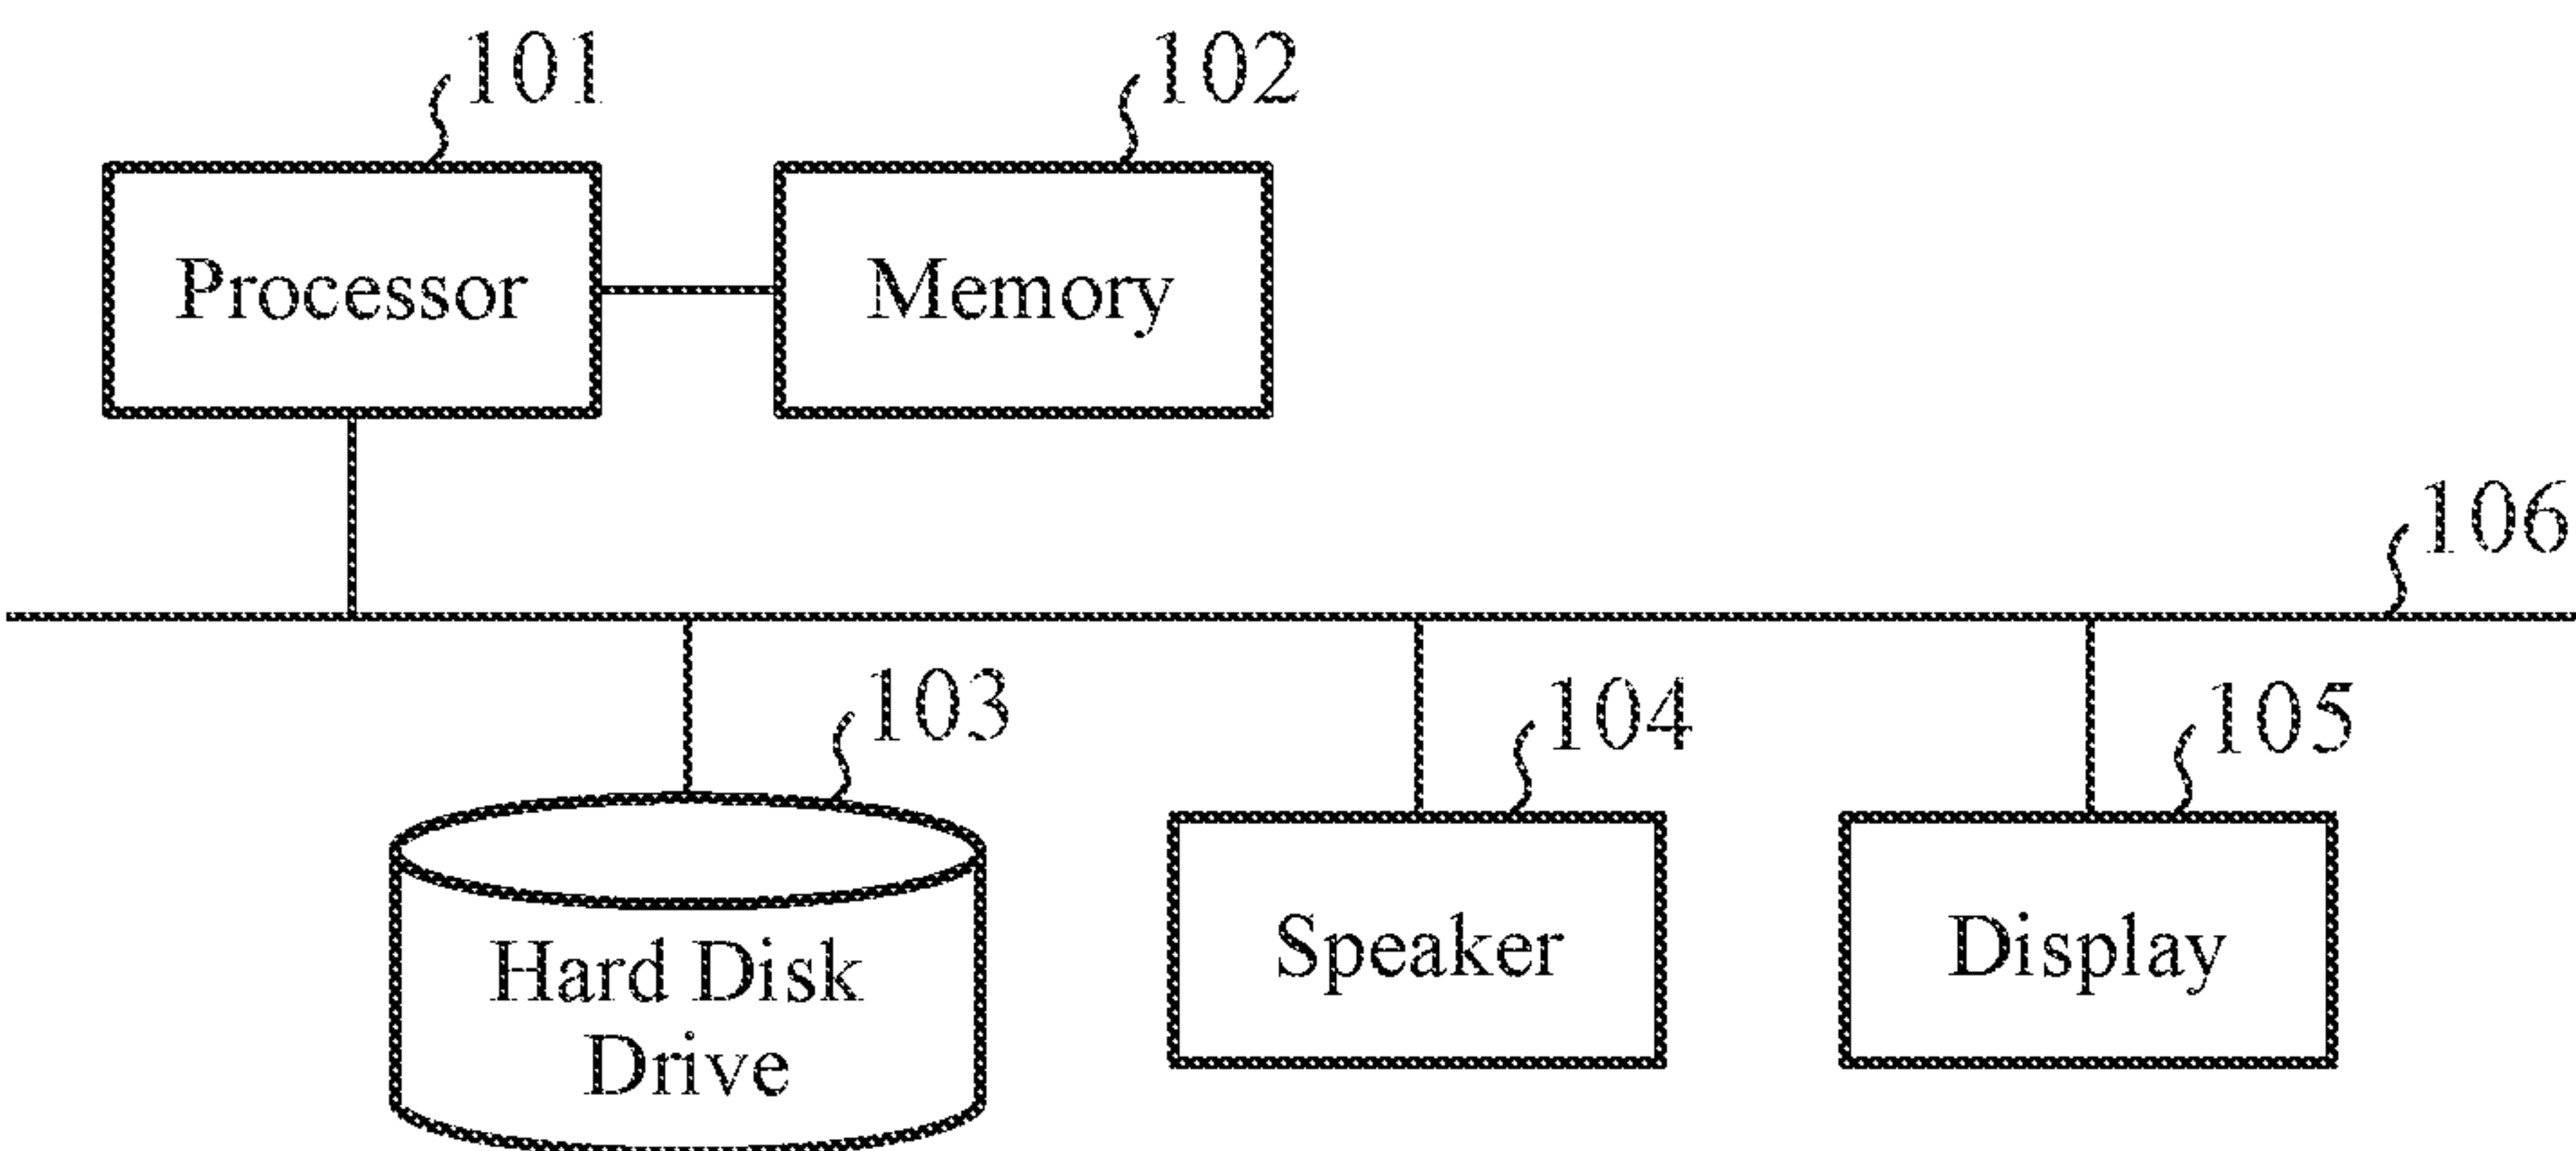 101
102
Processor
Memory
106
103
104
105
Hard Disk
Drive
Speaker
Display